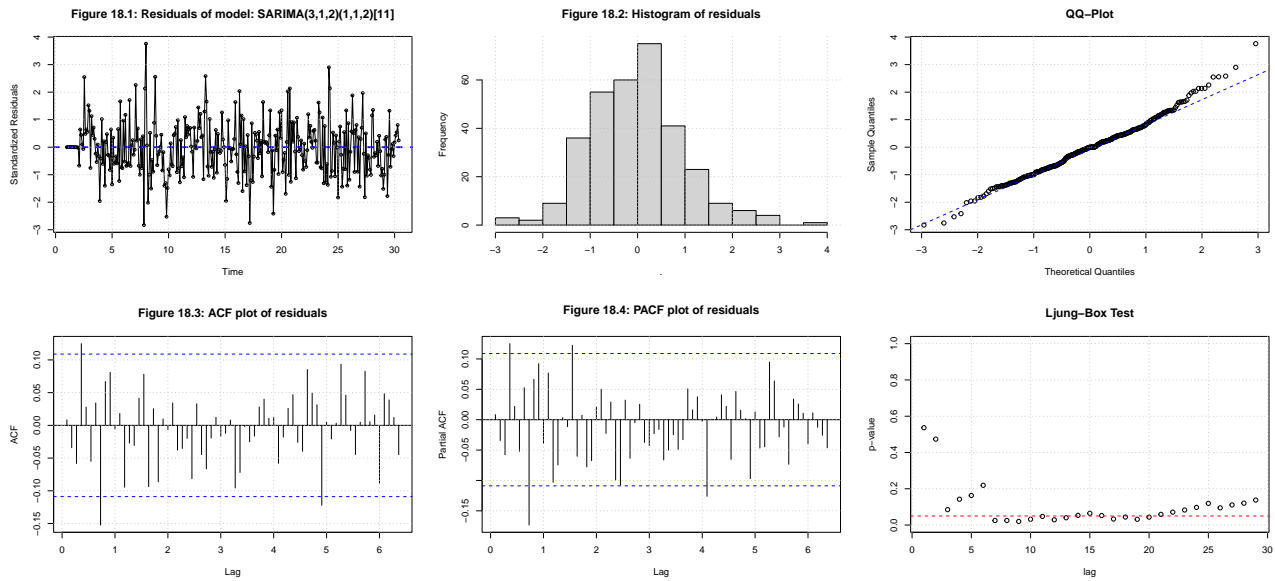 Figure 18.1: Residuals of model: SARIMA(3,1,2)(1,1,2)[11]
Standardized Residuals
4
3
2
1
0
−1
−2
−3
0 5 10 15 20 25 30
Time
Figure 18.2: Histogram of residuals
Frequency
60
40
20
0
−3 −2 −1 0 1 2 3 4
.
QQ−Plot
Sample Quantiles
4
3
2
1
0
−1
−2
−3
−3 −2 −1 0 1 2 3
Theoretical Quantiles
Figure 18.3: ACF plot of residuals
ACF
0.10
0.05
0.00
−0.05
−0.10
−0.15
0 1 2 3 4 5 6
Lag
Figure 18.4: PACF plot of residuals
Partial ACF
0.10
0.05
0.00
−0.05
−0.15
0 1 2 3 4 5 6
Lag
Ljung−Box Test
p−value
1.0
0.8
0.6
0.4
0.2
0.0
0 5 10 15 20 25 30
lag